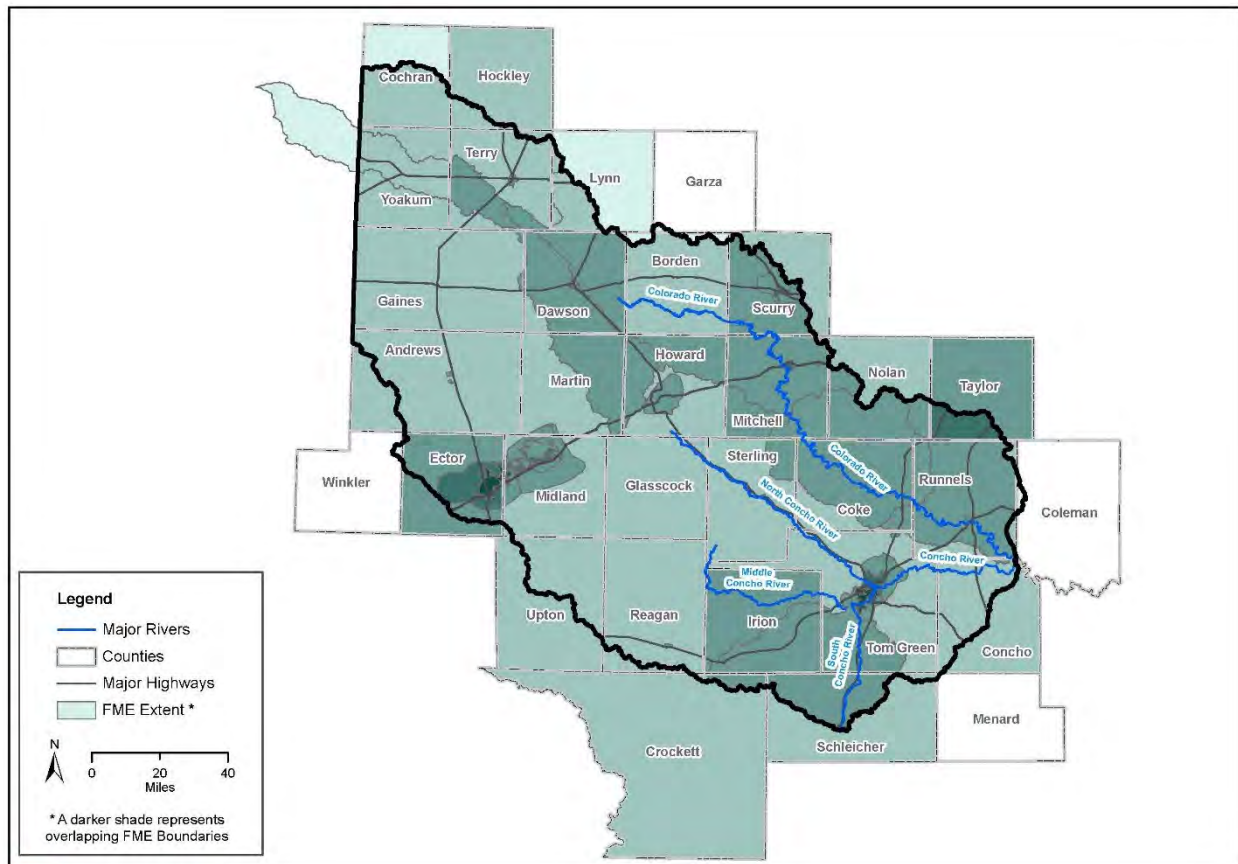 Cochran
Hockley
Terry
Lynn
Garza
Yoakum
Borden
Colorado River
Gaines
Dawson
Scurry
Andrews
Howard
Nolan
Martin
Taylor
Mitchell
Ector
Sterling
Colorado River
Runnels
Winkler
Midland
Glasscock
North Concho River
Coke
Coleman
Concho River
Middle
Concho River
Upton
Reagan
Irion
South
Concho River
Tom Green
Concho
Menard
Crockett
Schleicher
Legend
Major Rivers
Counties
Major Highways
FME Extent *
N
0 20 40
Miles
* A darker shade represents
overlapping FME Boundaries